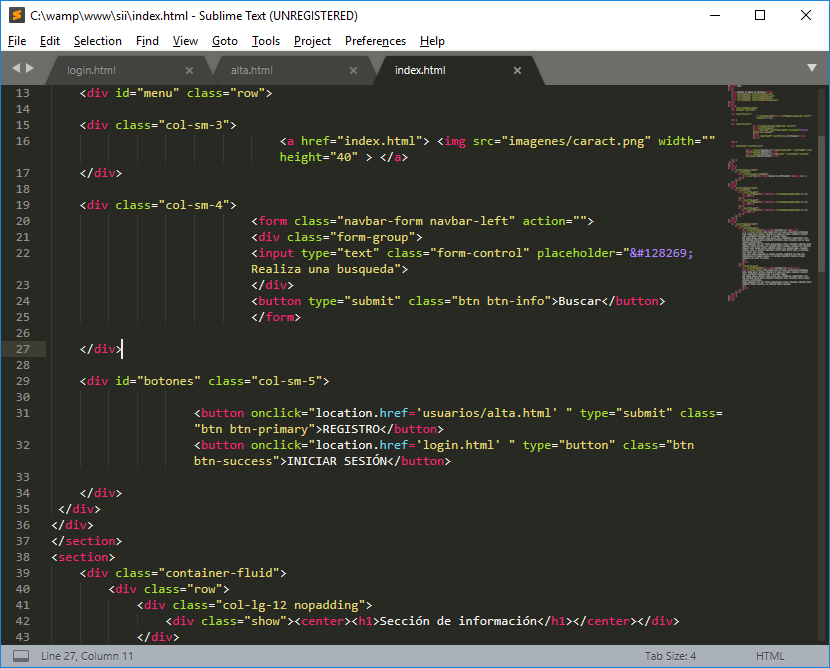 C:\wamp\www\sii\index.html - Sublime Text (UNREGISTERED)
File Edit Selection Find View Goto Tools Project Preferences Help
login.html alta.html index.html
13 <div id="menu" class="row">
14
15 <div class="col-sm-3">
16 <a href="index.html"> <img src="imagenes/caract.png" width=""
height="40" > </a>
17 </div>
18
19 <div class="col-sm-4">
20 <form class="navbar-form navbar-left" action="">
21 <div class="form-group">
22 <input type="text" class="form-control" placeholder="&#128269;
Realiza una busqueda">
23 </div>
24 <button type="submit" class="btn btn-info">Buscar</button>
25 </form>
26
27 </div>
28
29 <div id="botones" class="col-sm-5">
30
31 <button onclick="location.href='usuarios/alta.html' " type="submit" class=
"btn btn-primary">REGISTRO</button>
32 <button onclick="location.href='login.html' " type="button" class="btn
btn-success">INICIAR SESIÓN</button>
33
34 </div>
35 </div>
36 </div>
37 </section>
38 <section>
39 <div class="container-fluid">
40 <div class="row">
41 <div class="col-lg-12 nopadding">
42 <div class="show"><center><h1>Sección de información</h1></center></div>
43 </div>
Line 27, Column 11 Tab Size: 4 HTML